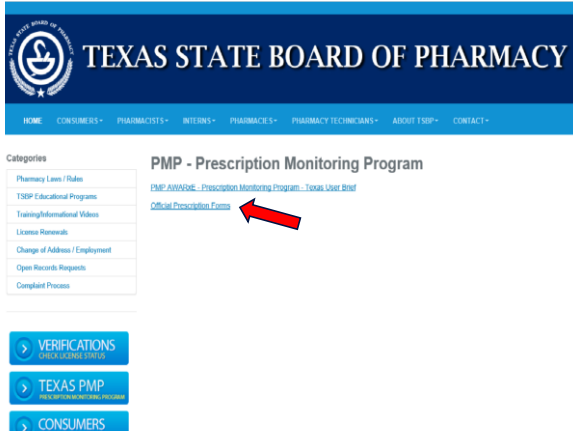 TEXAS STATE BOARD OF PHARMACY
HOME CONSUMERS PHARMACISTS INTERNS PHARMACIES PHARMACY TECHNICIANS ABOUT TSBP CONTACT
Categories
Pharmacy Laws / Rules
TSBP Educational Programs
Training/Informational Videos
License Renewals
Change of Address / Employment
Open Records Requests
Complaint Process
PMP - Prescription Monitoring Program
PMP AWARxE - Prescription Monitoring Program - Texas User Brief
Official Prescription Forms
VERIFICATIONS
CHECK LICENSE STATUS
TEXAS PMP
PRESCRIPTION MONITORING PROGRAM
CONSUMERS